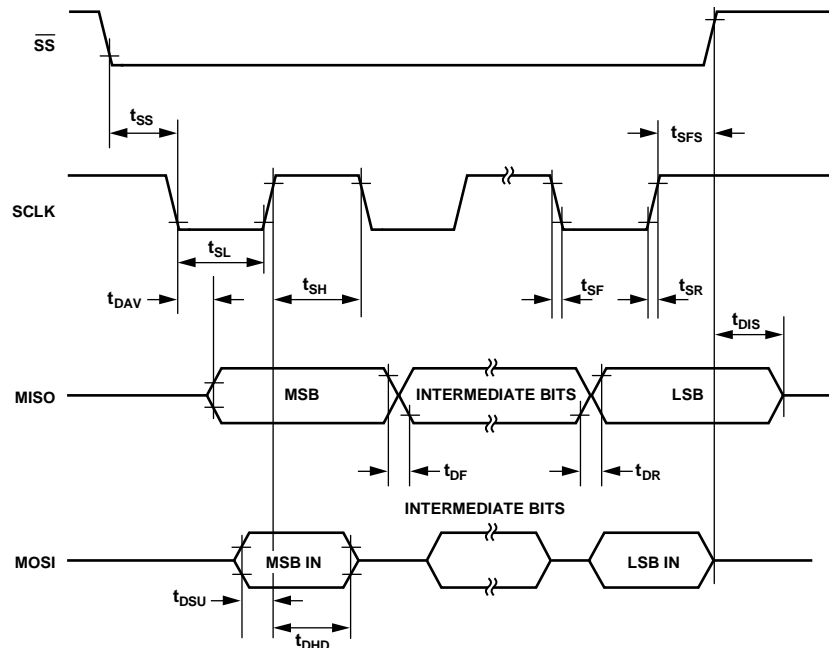 SS
tSS
tSFS
SCLK
tSL
tSH
tSF
tSR
tDAV
tDIS
MISO
MSB
INTERMEDIATE BITS
LSB
tDF
tDR
INTERMEDIATE BITS
MOSI
MSB IN
LSB IN
tDSU
tDHD